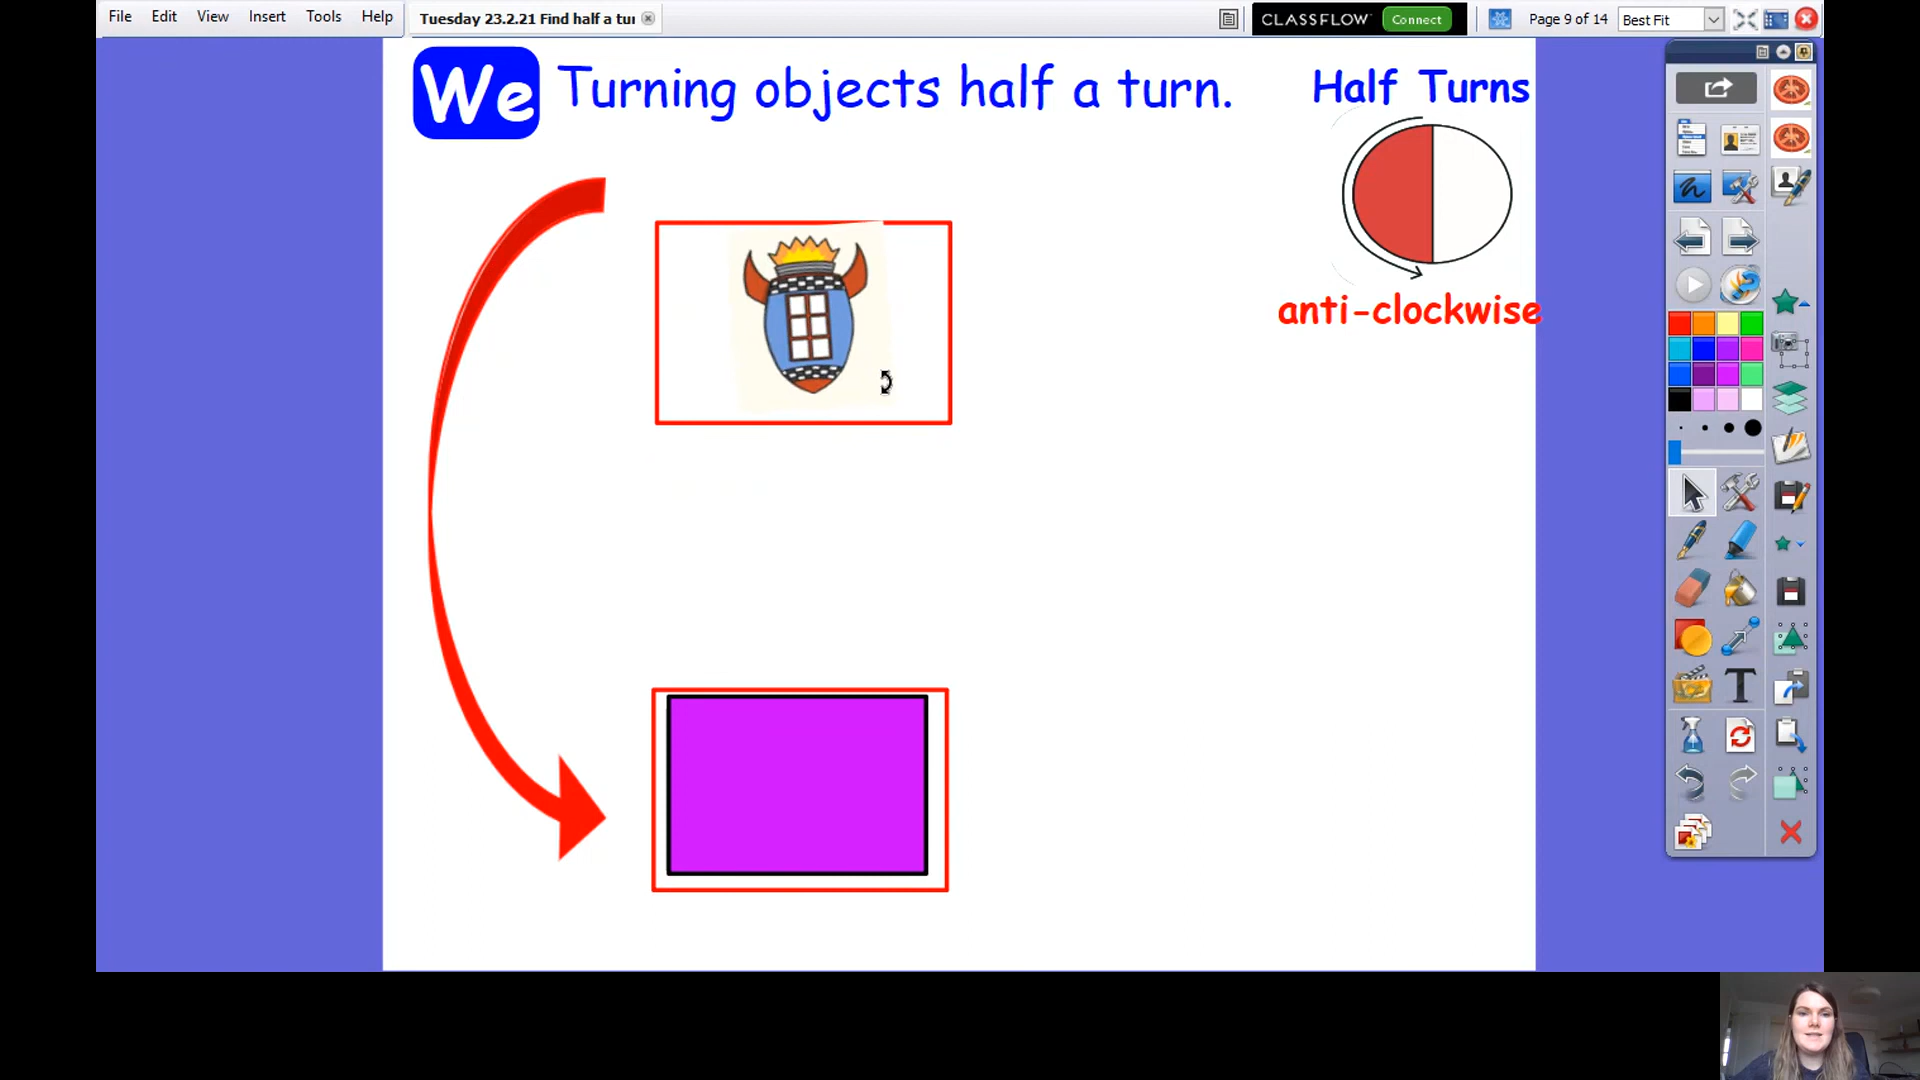 File Edit View Insert Tools Help
Tuesday 23.2.21 Find half a tur
CLASSFLOW Connect
Page 9 of 14
Best Fit
We
Turning objects half a turn.
Half Turns
anti-clockwise
T